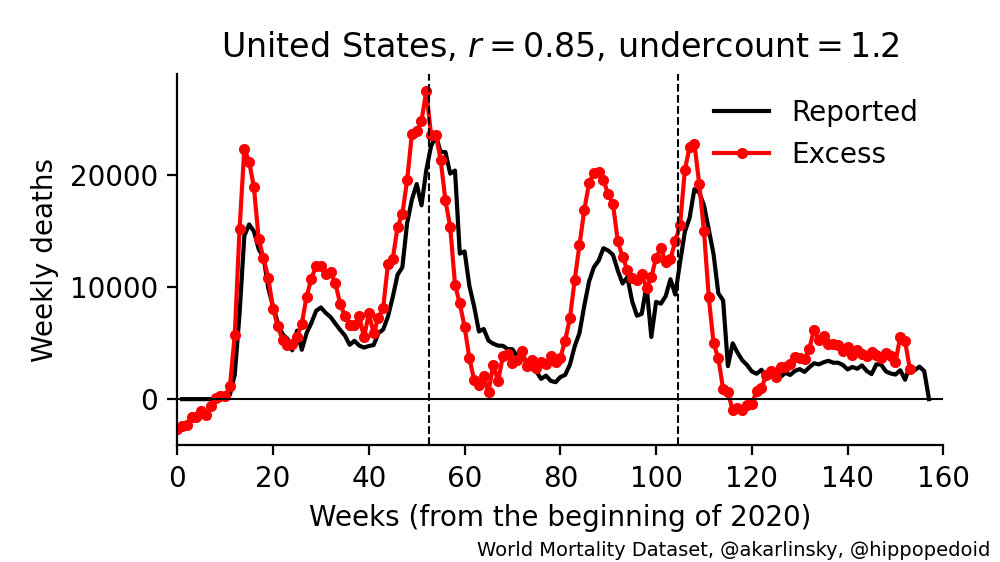 United States, r = 0.85, undercount = 1.2
Reported
Excess
Weekly deaths
20000
10000
0
0 20 40 60 80 100 120 140 160
Weeks (from the beginning of 2020)
World Mortality Dataset, @akarlinsky, @hippopedoid